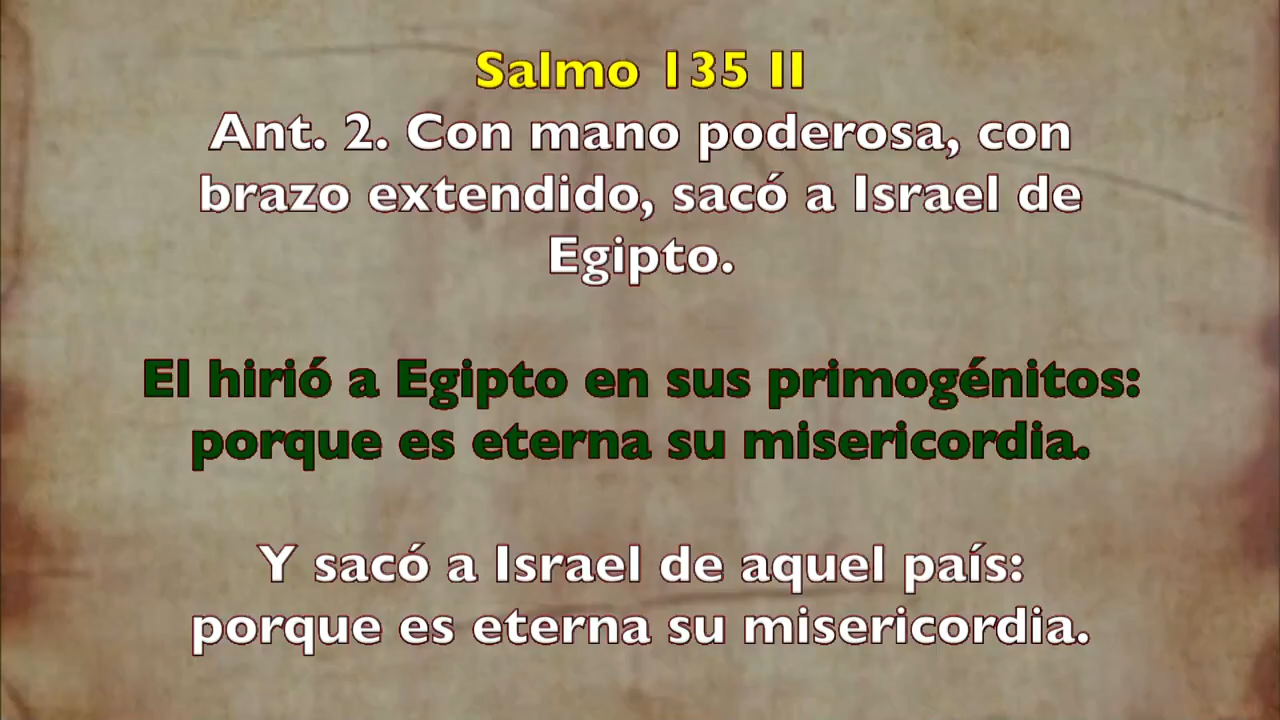 Salmo 135 II
Ant. 2. Con mano poderosa, con
brazo extendido, sacó a Israel de
Egipto.
El hirió a Egipto en sus primogénitos:
porque es eterna su misericordia.
Y sacó a Israel de aquel país:
porque es eterna su misericordia.